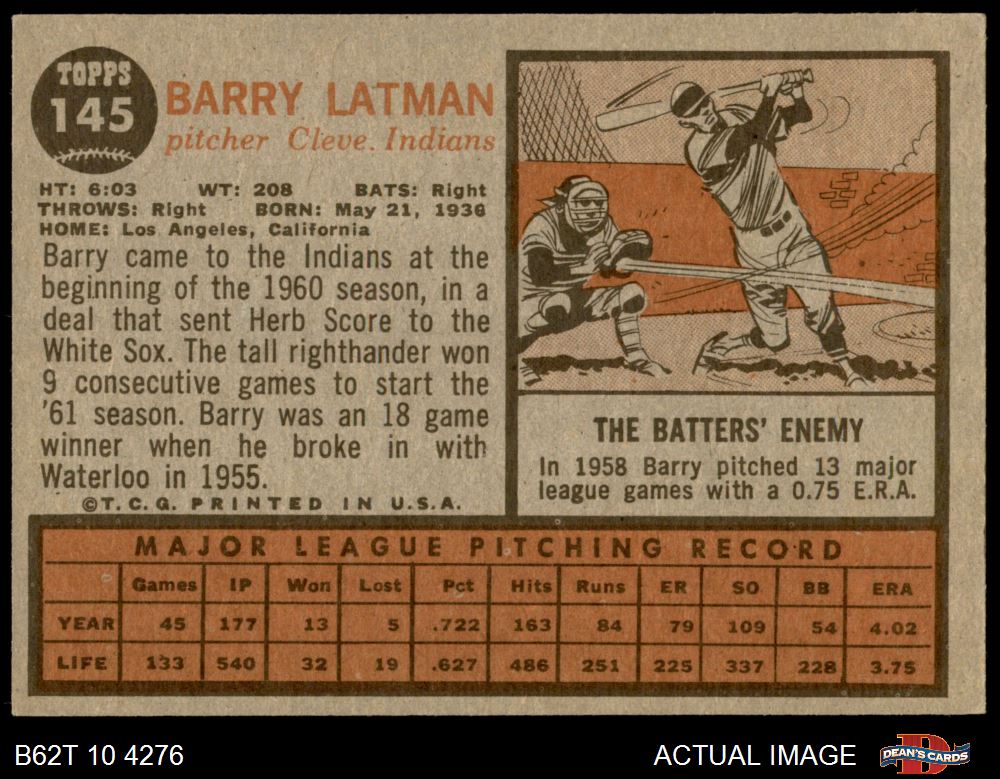 TOPPS
145
BARRY LATMAN
pitcher Cleve. Indians
HT: 6:03 WT: 208 BATS: Right
THROWS: Right BORN: May 21, 1936
HOME: Los Angeles, California
Barry came to the Indians at the
beginning of the 1960 season, in a
deal that sent Herb Score to the
White Sox. The tall righthander won
9 consecutive games to start the
'61 season. Barry was an 18 game
winner when he broke in with
Waterloo in 1955.
©T.C.G. PRINTED IN U.S.A.
THE BATTERS' ENEMY
In 1958 Barry pitched 13 major
league games with a 0.75 E.R.A.
MAJOR LEAGUE PITCHING RECORD
Games IP Won Lost Pct Hits Runs ER SO BB ERA
YEAR 45 177 13 5 .722 163 84 79 109 54 4.02
LIFE 133 540 32 19 .627 486 251 225 337 228 3.75
B62T 10 4276
ACTUAL IMAGE
DEAN'S CARDS